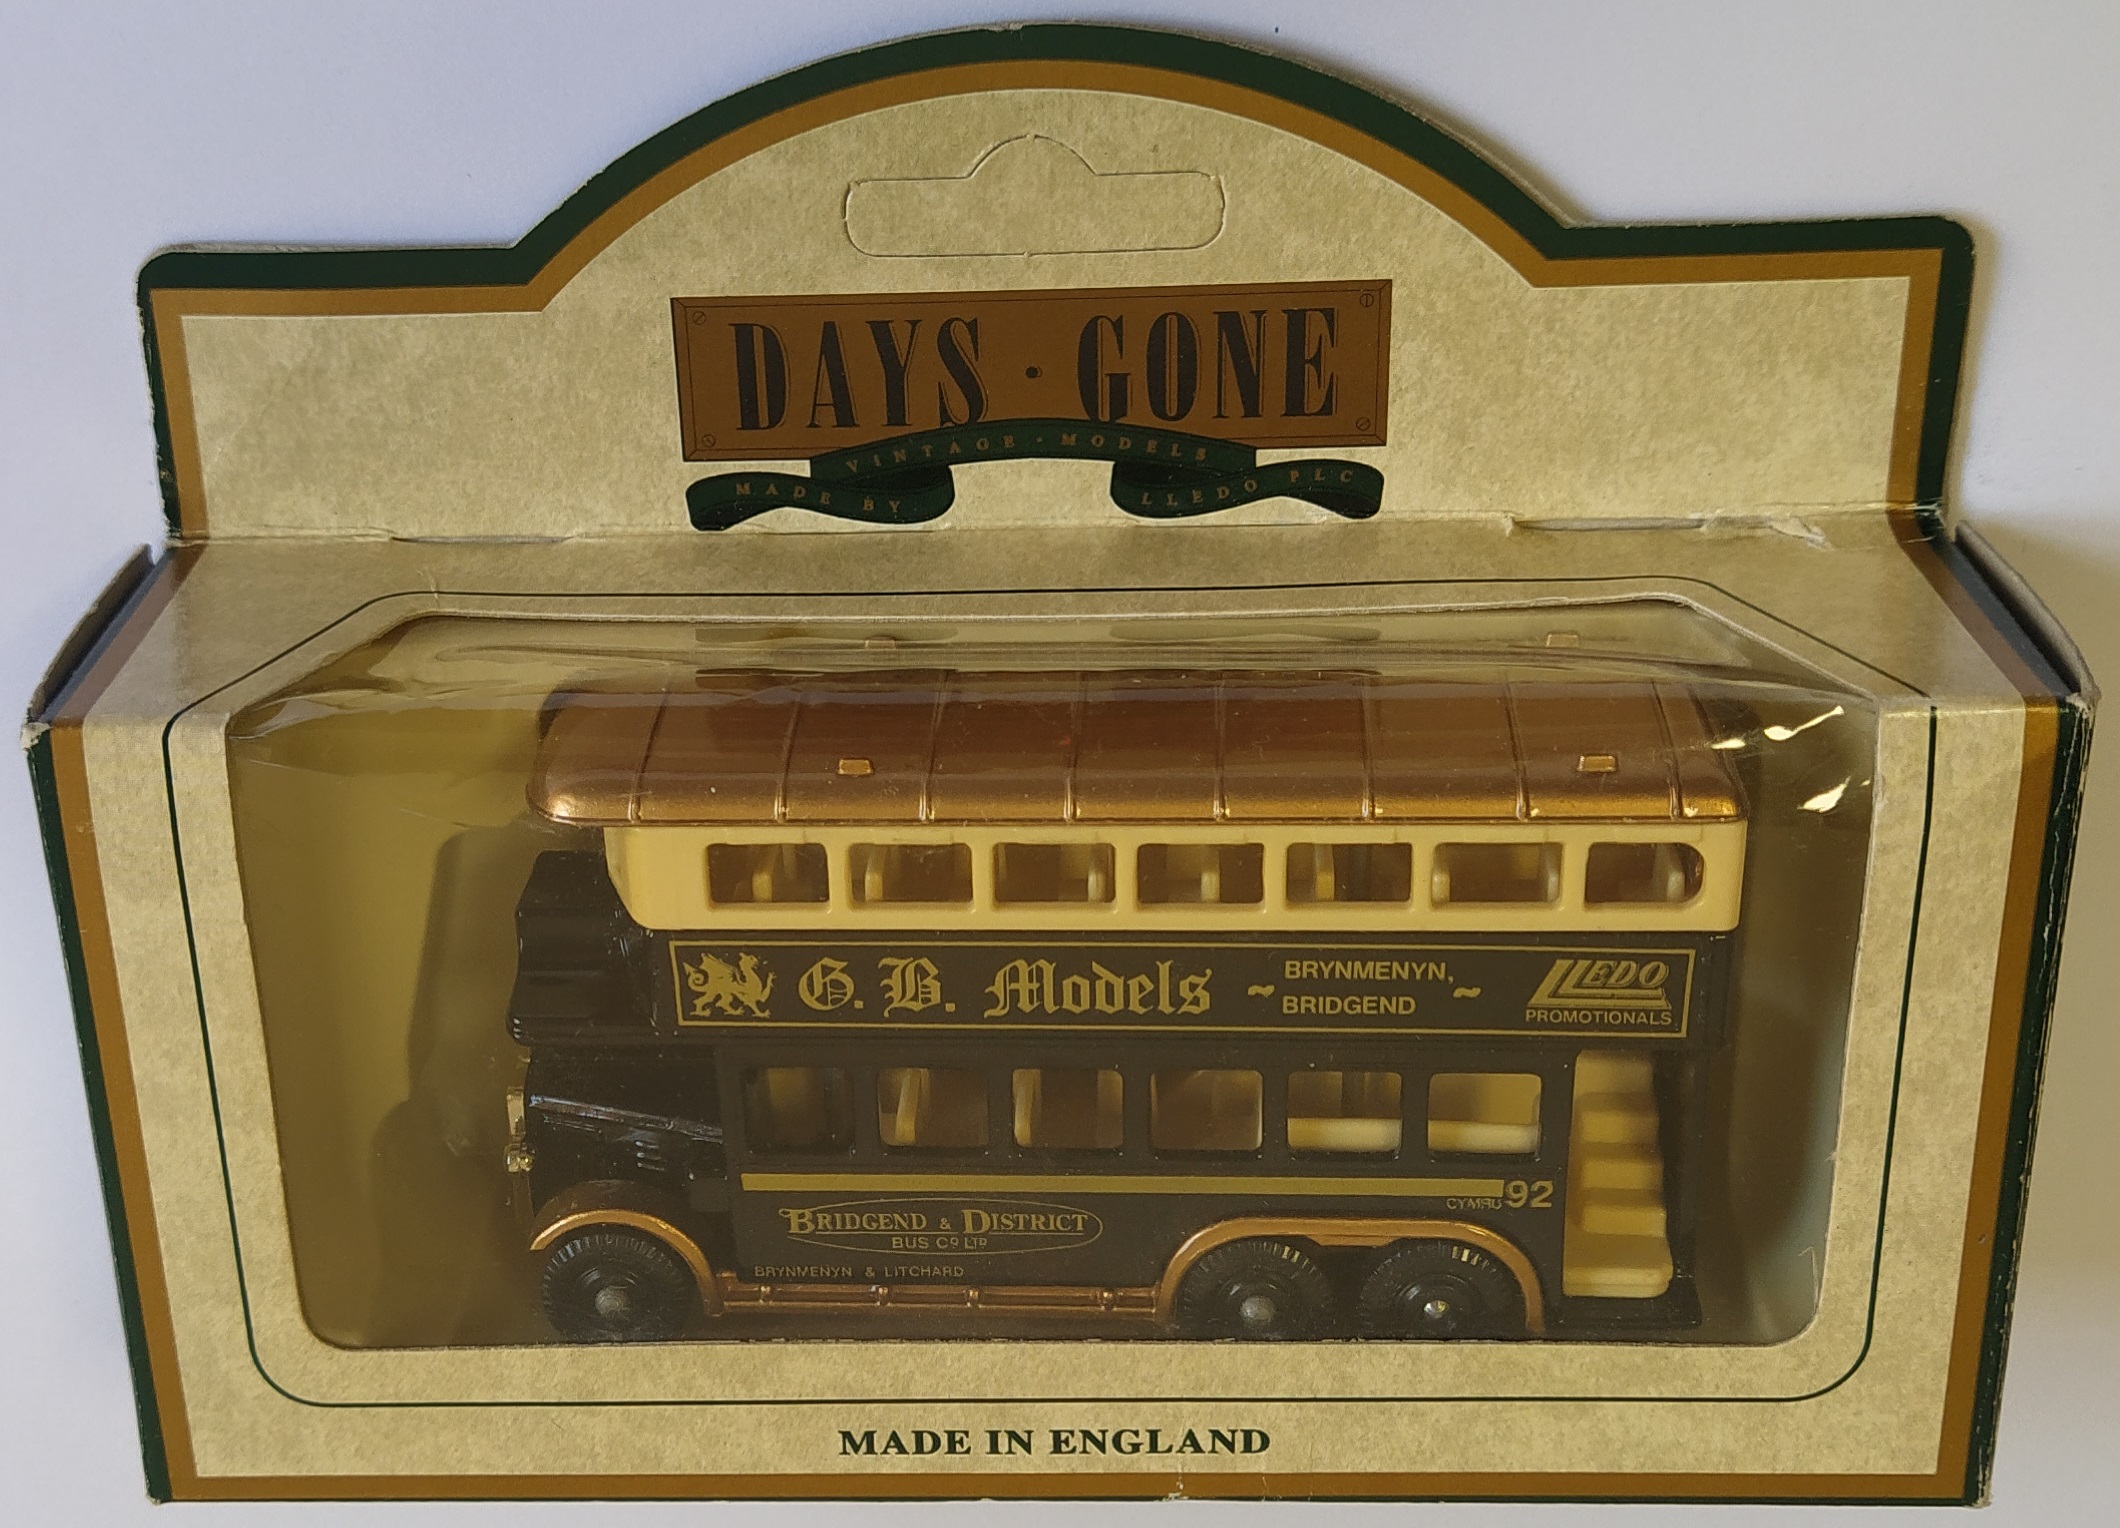 DAYS · GONE
VINTAGE · MODELS
MADE BY LLEDO PLC
G. B. Models ~ BRYNMENYN, BRIDGEND ~
LLEDO
PROMOTIONALS
CYMRU 92
BRIDGEND & DISTRICT
BUS CO LTD
BRYNMENYN & LITCHARD
MADE IN ENGLAND